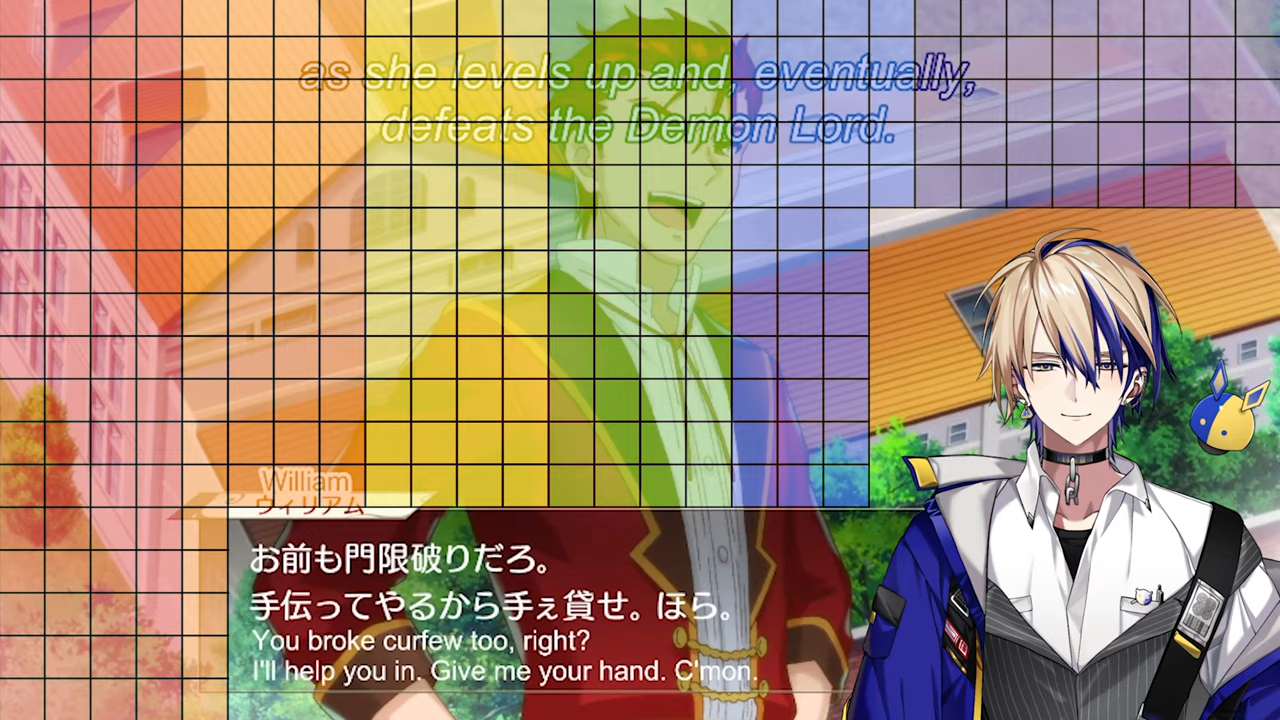 as she levels up and, eventually,
defeats the Demon Lord.
William
ウィリアム
お前も門限破りだろ。
手伝ってやるから手ぇ貸せ。ほら。
You broke curfew too, right?
I'll help you in. Give me your hand. C'mon.